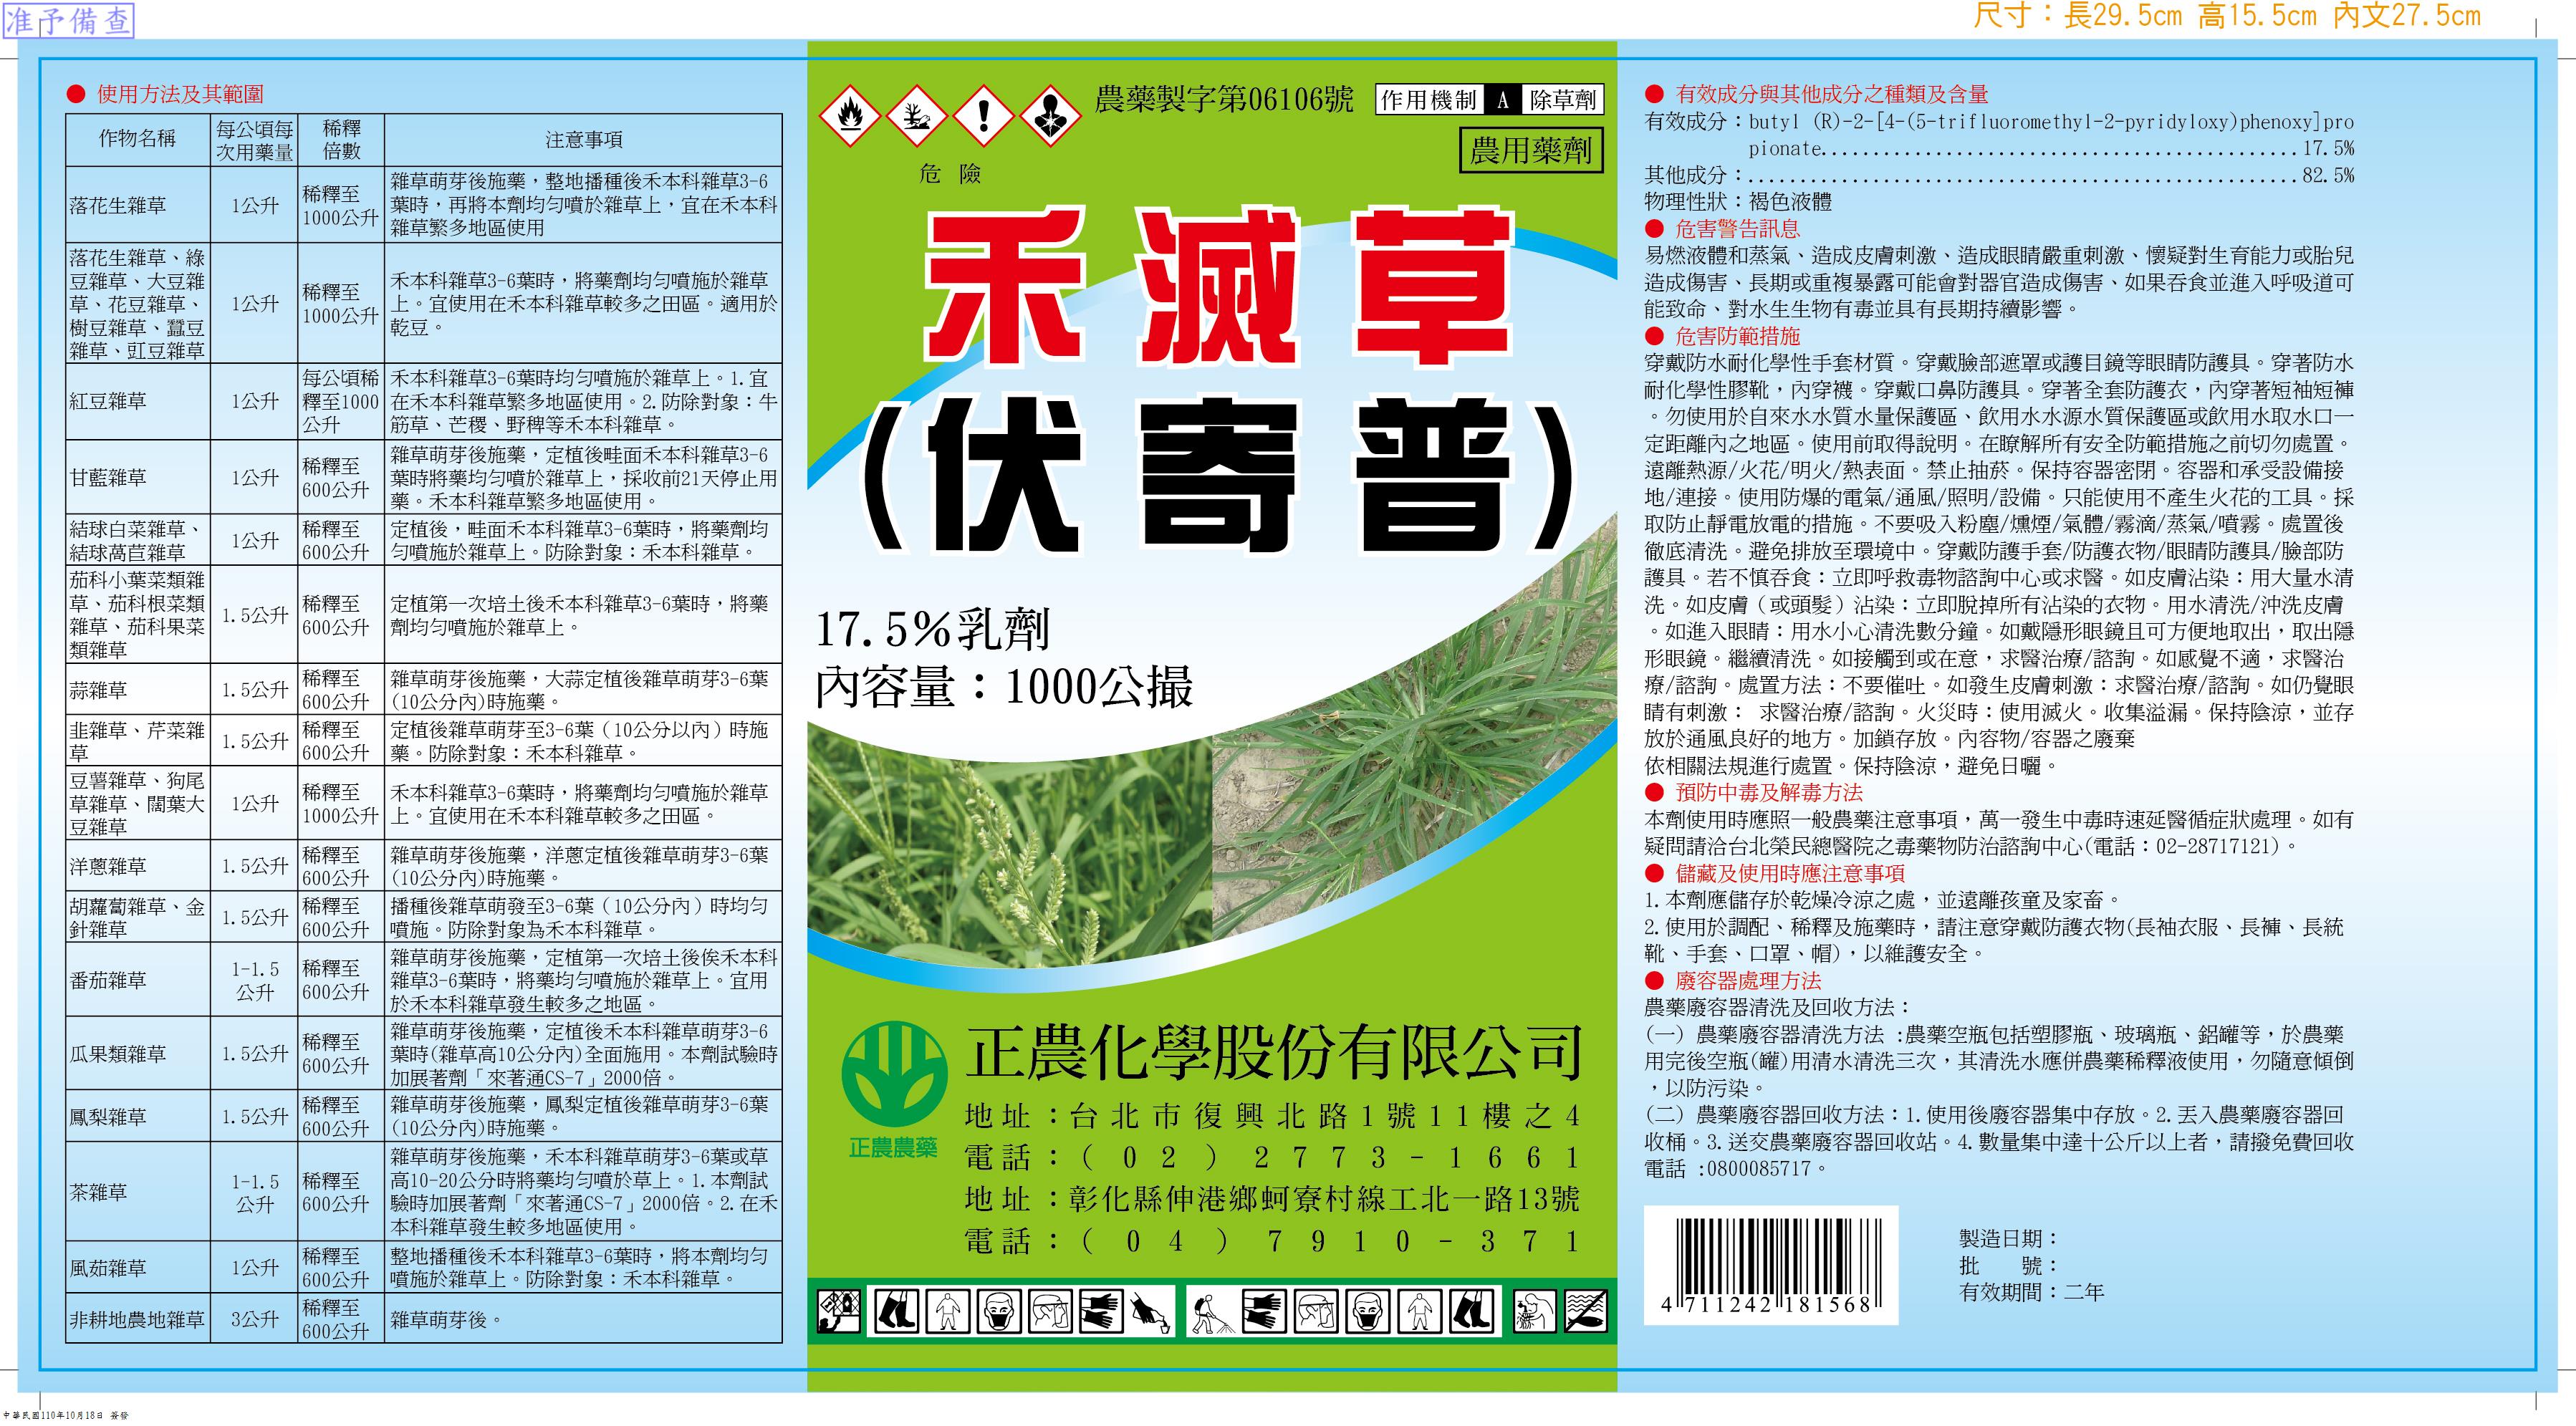 准予備查
尺寸：長29.5cm 高15.5cm 內文27.5cm
● 使用方法及其範圍
作物名稱
每公頃每
次用藥量
稀釋
倍數
注意事項
落花生雜草
1公升
稀釋至
1000公升
雜草萌芽後施藥，整地播種後禾本科雜草3-6
葉時，再將本劑均勻噴於雜草上，宜在禾本科
雜草繁多地區使用
落花生雜草、綠
豆雜草、大豆雜
草、花豆雜草、
樹豆雜草、蠶豆
雜草、豇豆雜草
1公升
稀釋至
1000公升
禾本科雜草3-6葉時，將藥劑均勻噴施於雜草
上。宜使用在禾本科雜草較多之田區。適用於
乾豆。
紅豆雜草
1公升
每公頃稀
釋至1000
公升
禾本科雜草3-6葉時均勻噴施於雜草上。1.宜
在禾本科雜草繁多地區使用。2.防除對象：牛
筋草、芒稷、野稗等禾本科雜草。
甘藍雜草
1公升
稀釋至
600公升
雜草萌芽後施藥，定植後畦面禾本科雜草3-6
葉時將藥均勻噴於雜草上，採收前21天停止用
藥。禾本科雜草繁多地區使用。
結球白菜雜草、
結球萵苣雜草
1公升
稀釋至
600公升
定植後，畦面禾本科雜草3-6葉時，將藥劑均
勻噴施於雜草上。防除對象：禾本科雜草。
茄科小葉菜類雜
草、茄科根菜類
雜草、茄科果菜
類雜草
1.5公升
稀釋至
600公升
定植第一次培土後禾本科雜草3-6葉時，將藥
劑均勻噴施於雜草上。
蒜雜草
1.5公升
稀釋至
600公升
雜草萌芽後施藥，大蒜定植後雜草萌芽3-6葉
(10公分內)時施藥。
韭雜草、芹菜雜
草
1.5公升
稀釋至
600公升
定植後雜草萌芽至3-6葉（10公分以內）時施
藥。防除對象：禾本科雜草。
豆薯雜草、狗尾
草雜草、闊葉大
豆雜草
1公升
稀釋至
1000公升
禾本科雜草3-6葉時，將藥劑均勻噴施於雜草
上。宜使用在禾本科雜草較多之田區。
洋蔥雜草
1.5公升
稀釋至
600公升
雜草萌芽後施藥，洋蔥定植後雜草萌芽3-6葉
(10公分內)時施藥。
胡蘿蔔雜草、金
針雜草
1.5公升
稀釋至
600公升
播種後雜草萌發至3-6葉（10公分內）時均勻
噴施。防除對象為禾本科雜草。
番茄雜草
1-1.5
公升
稀釋至
600公升
雜草萌芽後施藥，定植第一次培土後俟禾本科
雜草3-6葉時，將藥均勻噴施於雜草上。宜用
於禾本科雜草發生較多之地區。
瓜果類雜草
1.5公升
稀釋至
600公升
雜草萌芽後施藥，定植後禾本科雜草萌芽3-6
葉時(雜草高10公分內)全面施用。本劑試驗時
加展著劑「來著通CS-7」2000倍。
鳳梨雜草
1.5公升
稀釋至
600公升
雜草萌芽後施藥，鳳梨定植後雜草萌芽3-6葉
(10公分內)時施藥。
茶雜草
1-1.5
公升
稀釋至
600公升
雜草萌芽後施藥，禾本科雜草萌芽3-6葉或草
高10-20公分時將藥均勻噴於草上。1.本劑試
驗時加展著劑「來著通CS-7」2000倍。2.在禾
本科雜草發生較多地區使用。
風茹雜草
1公升
稀釋至
600公升
整地播種後禾本科雜草3-6葉時，將本劑均勻
噴施於雜草上。防除對象：禾本科雜草。
非耕地農地雜草
3公升
稀釋至
600公升
雜草萌芽後。
農藥製字第06106號
作用機制 A 除草劑
農用藥劑
危 險
禾滅草
(伏寄普)
17.5%乳劑
內容量：1000公撮
正農農藥
正農化學股份有限公司
地址：台北市復興北路1號11樓之4
電話：(02)2773-1661
地址：彰化縣伸港鄉蚵寮村線工北一路13號
電話：(04)7910-371
● 有效成分與其他成分之種類及含量
有效成分：butyl (R)-2-[4-(5-trifluoromethyl-2-pyridyloxy)phenoxy]pro
pionate..............................................17.5%
其他成分：.....................................................82.5%
物理性狀：褐色液體
● 危害警告訊息
易燃液體和蒸氣、造成皮膚刺激、造成眼睛嚴重刺激、懷疑對生育能力或胎兒
造成傷害、長期或重複暴露可能會對器官造成傷害、如果吞食並進入呼吸道可
能致命、對水生生物有毒並具有長期持續影響。
● 危害防範措施
穿戴防水耐化學性手套材質。穿戴臉部遮罩或護目鏡等眼睛防護具。穿著防水
耐化學性膠靴，內穿襪。穿戴口鼻防護具。穿著全套防護衣，內穿著短袖短褲
。勿使用於自來水水質水量保護區、飲用水水源水質保護區或飲用水取水口一
定距離內之地區。使用前取得說明。在瞭解所有安全防範措施之前切勿處置。
遠離熱源/火花/明火/熱表面。禁止抽菸。保持容器密閉。容器和承受設備接
地/連接。使用防爆的電氣/通風/照明/設備。只能使用不產生火花的工具。採
取防止靜電放電的措施。不要吸入粉塵/燻煙/氣體/霧滴/蒸氣/噴霧。處置後
徹底清洗。避免排放至環境中。穿戴防護手套/防護衣物/眼睛防護具/臉部防
護具。若不慎吞食：立即呼救毒物諮詢中心或求醫。如皮膚沾染：用大量水清
洗。如皮膚（或頭髮）沾染：立即脫掉所有沾染的衣物。用水清洗/沖洗皮膚
。如進入眼睛：用水小心清洗數分鐘。如戴隱形眼鏡且可方便地取出，取出隱
形眼鏡。繼續清洗。如接觸到或在意，求醫治療/諮詢。如感覺不適，求醫治
療/諮詢。處置方法：不要催吐。如發生皮膚刺激：求醫治療/諮詢。如仍覺眼
睛有刺激： 求醫治療/諮詢。火災時：使用滅火。收集溢漏。保持陰涼，並存
放於通風良好的地方。加鎖存放。內容物/容器之廢棄
依相關法規進行處置。保持陰涼，避免日曬。
● 預防中毒及解毒方法
本劑使用時應照一般農藥注意事項，萬一發生中毒時速延醫循症狀處理。如有
疑問請洽台北榮民總醫院之毒藥物防治諮詢中心(電話：02-28717121)。
● 儲藏及使用時應注意事項
1.本劑應儲存於乾燥冷涼之處，並遠離孩童及家畜。
2.使用於調配、稀釋及施藥時，請注意穿戴防護衣物(長袖衣服、長褲、長統
靴、手套、口罩、帽)，以維護安全。
● 廢容器處理方法
農藥廢容器清洗及回收方法：
(一) 農藥廢容器清洗方法 :農藥空瓶包括塑膠瓶、玻璃瓶、鋁罐等，於農藥
用完後空瓶(罐)用清水清洗三次，其清洗水應併農藥稀釋液使用，勿隨意傾倒
，以防污染。
(二) 農藥廢容器回收方法：1.使用後廢容器集中存放。2.丟入農藥廢容器回
收桶。3.送交農藥廢容器回收站。4.數量集中達十公斤以上者，請撥免費回收
電話 :0800085717。
4 711242 181568
製造日期：
批　　號：
有效期間：二年
中華民國110年10月18日 簽發